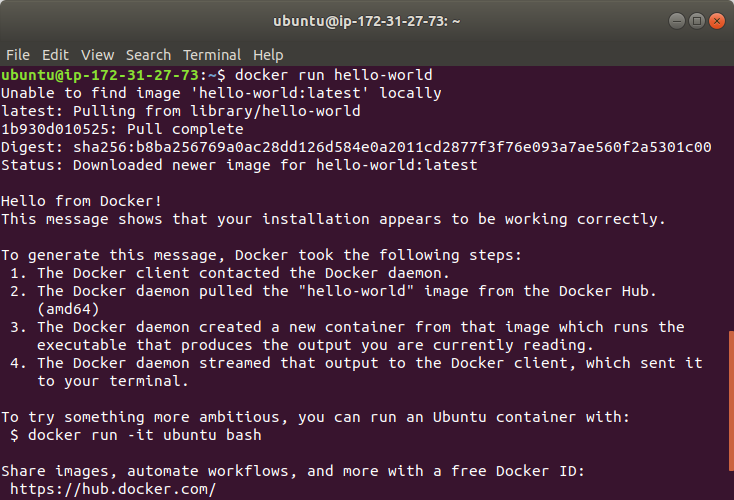 ubuntu@ip-172-31-27-73: ~
File Edit View Search Terminal Help
ubuntu@ip-172-31-27-73:~$ docker run hello-world
Unable to find image 'hello-world:latest' locally
latest: Pulling from library/hello-world
1b930d010525: Pull complete
Digest: sha256:b8ba256769a0ac28dd126d584e0a2011cd2877f3f76e093a7ae560f2a5301c00
Status: Downloaded newer image for hello-world:latest

Hello from Docker!
This message shows that your installation appears to be working correctly.

To generate this message, Docker took the following steps:
 1. The Docker client contacted the Docker daemon.
 2. The Docker daemon pulled the "hello-world" image from the Docker Hub.
    (amd64)
 3. The Docker daemon created a new container from that image which runs the
    executable that produces the output you are currently reading.
 4. The Docker daemon streamed that output to the Docker client, which sent it
    to your terminal.

To try something more ambitious, you can run an Ubuntu container with:
 $ docker run -it ubuntu bash

Share images, automate workflows, and more with a free Docker ID:
 https://hub.docker.com/